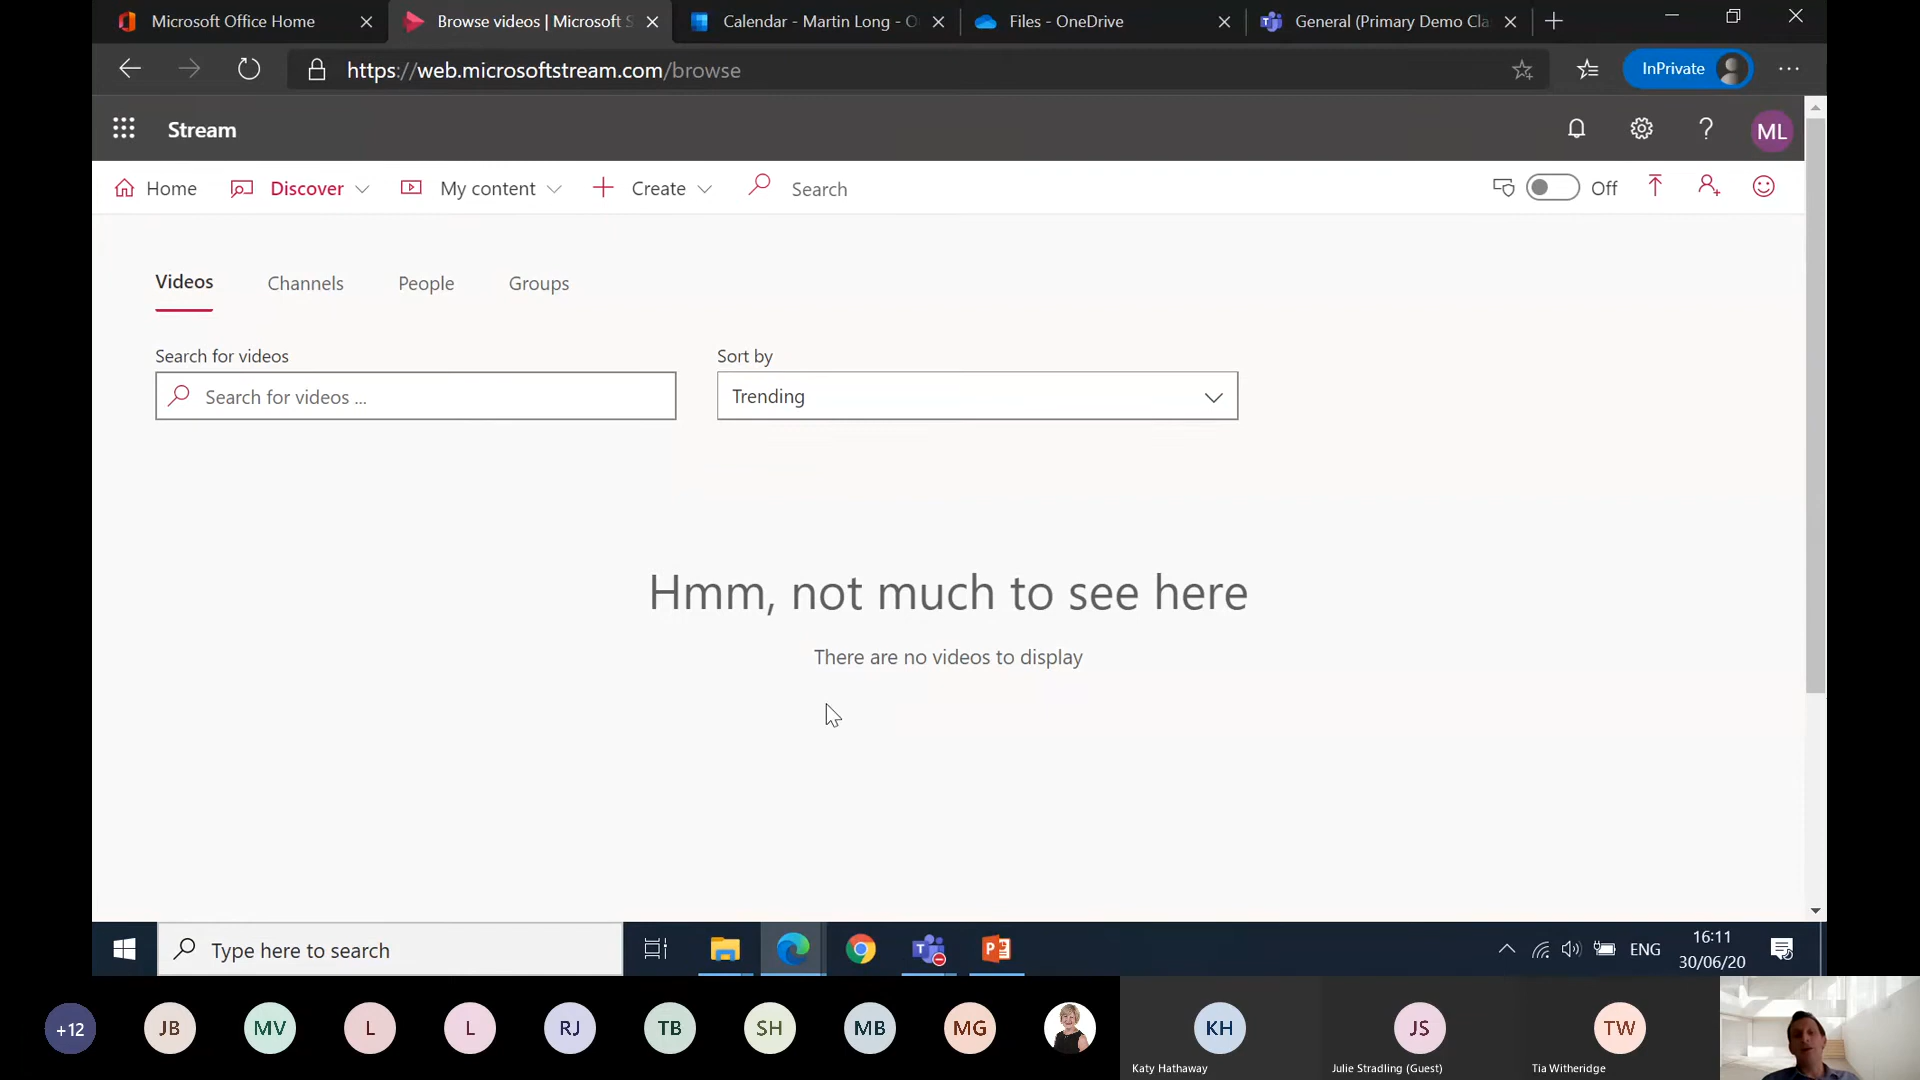 Microsoft Office Home
Browse videos | Microsoft S
Calendar - Martin Long - O
Files - OneDrive
General (Primary Demo Cla
https://web.microsoftstream.com/browse
InPrivate
Stream
ML
Home
Discover
My content
Create
Search
Off
Videos
Channels
People
Groups
Search for videos
Sort by
Search for videos ...
Trending
Hmm, not much to see here
There are no videos to display
Type here to search
ENG
16:11
30/06/20
+12
JB
MV
L
L
RJ
TB
SH
MB
MG
KH
JS
TW
Katy Hathaway
Julie Stradling (Guest)
Tia Witheridge